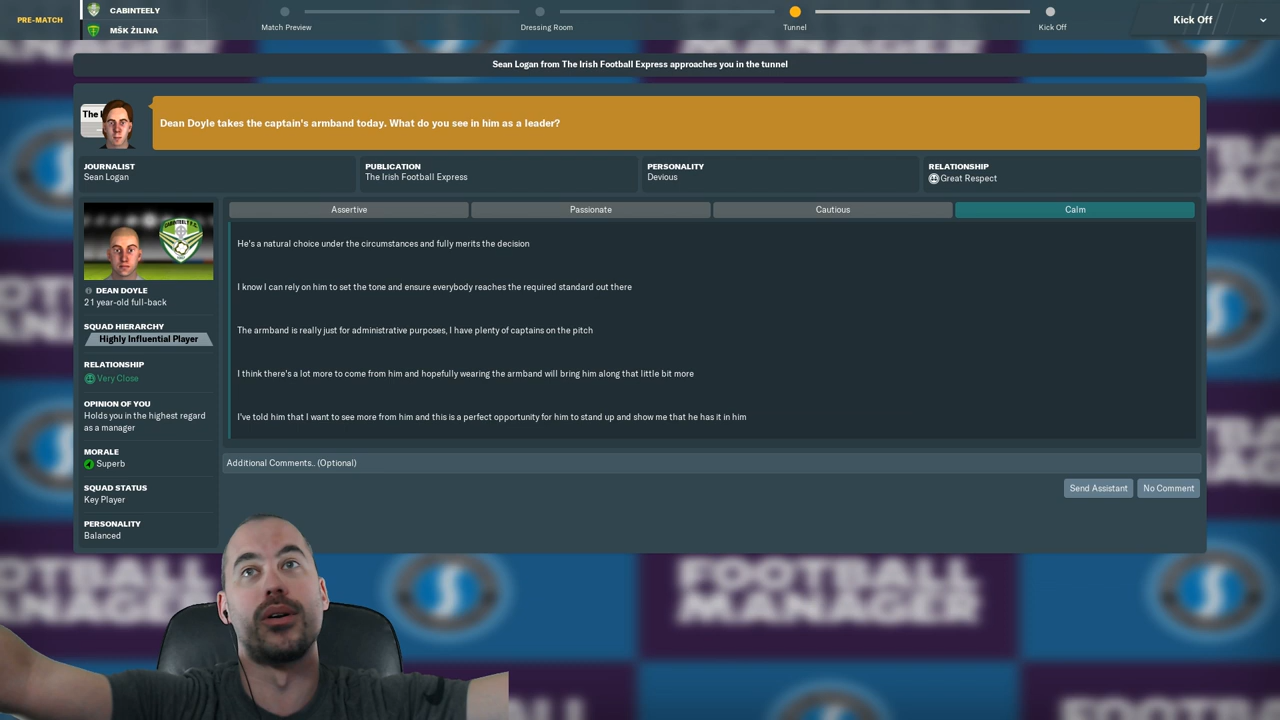 PRE-MATCH
CABINTEELY
MŠK ŽILINA
Match Preview
Dressing Room
Tunnel
Kick Off
Kick Off
Sean Logan from The Irish Football Express approaches you in the tunnel
The
Dean Doyle takes the captain's armband today. What do you see in him as a leader?
JOURNALIST
Sean Logan
PUBLICATION
The Irish Football Express
PERSONALITY
Devious
RELATIONSHIP
Great Respect
Assertive
Passionate
Cautious
Calm
He's a natural choice under the circumstances and fully merits the decision
I know I can rely on him to set the tone and ensure everybody reaches the required standard out there
The armband is really just for administrative purposes, I have plenty of captains on the pitch
I think there's a lot more to come from him and hopefully wearing the armband will bring him along that little bit more
I've told him that I want to see more from him and this is a perfect opportunity for him to stand up and show me that he has it in him
DEAN DOYLE
21 year-old full-back
SQUAD HIERARCHY
Highly Influential Player
RELATIONSHIP
Very Close
OPINION OF YOU
Holds you in the highest regard
as a manager
MORALE
Superb
SQUAD STATUS
Key Player
PERSONALITY
Balanced
Additional Comments.. (Optional)
Send Assistant
No Comment
FOOTBALL
MANAGER